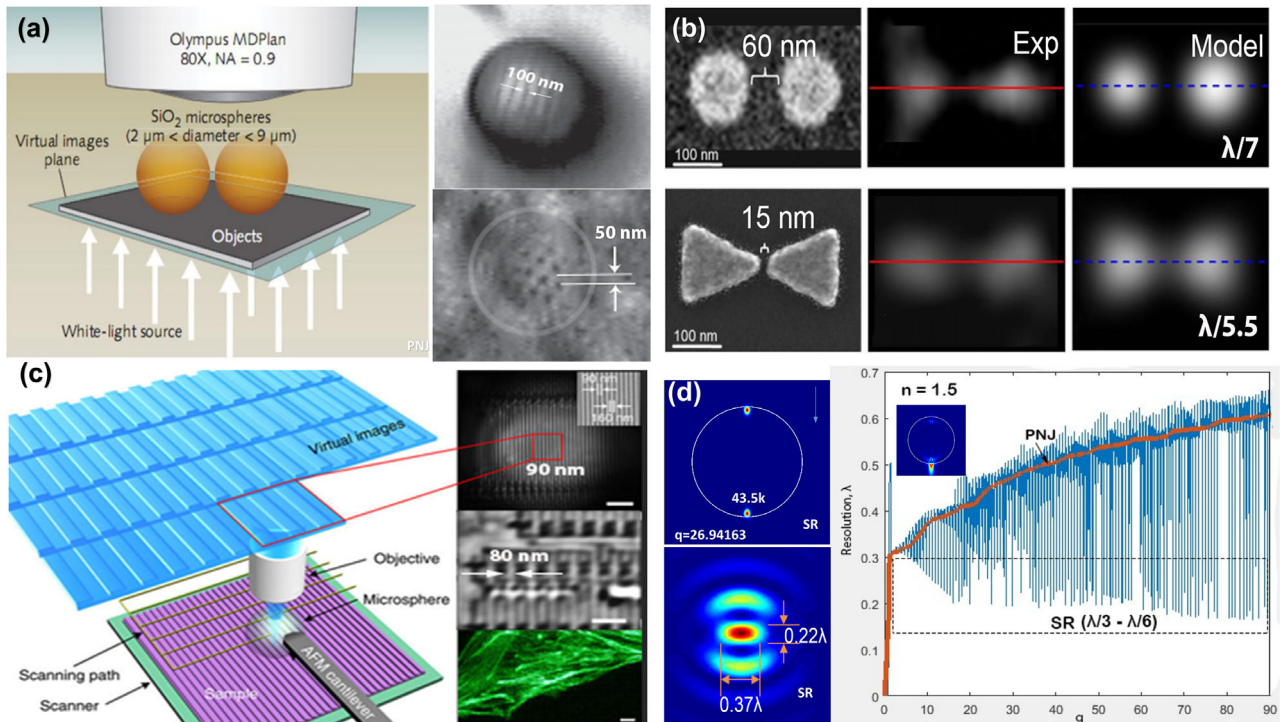 (a)
Olympus MDPlan
80X, NA = 0.9
SiO₂ microspheres
(2 µm < diameter < 9 µm)
Virtual images
plane
Objects
White-light source
PNJ
100 nm
50 nm
(b)
60 nm
100 nm
Exp
Model
λ/7
15 nm
100 nm
λ/5.5
(c)
Virtual images
Objective
Microsphere
Scanning path
Scanner
Sample
AFM cantilever
90 nm
160 nm
90 nm
80 nm
(d)
43.5k
q=26.94163
SR
0.22λ
0.37λ
SR
n = 1.5
PNJ
SR (λ/3 - λ/6)
Resolution, λ
0.7
0.6
0.5
0.4
0.3
0.2
0.1
0
0 10 20 30 40 50 60 70 80 90
q